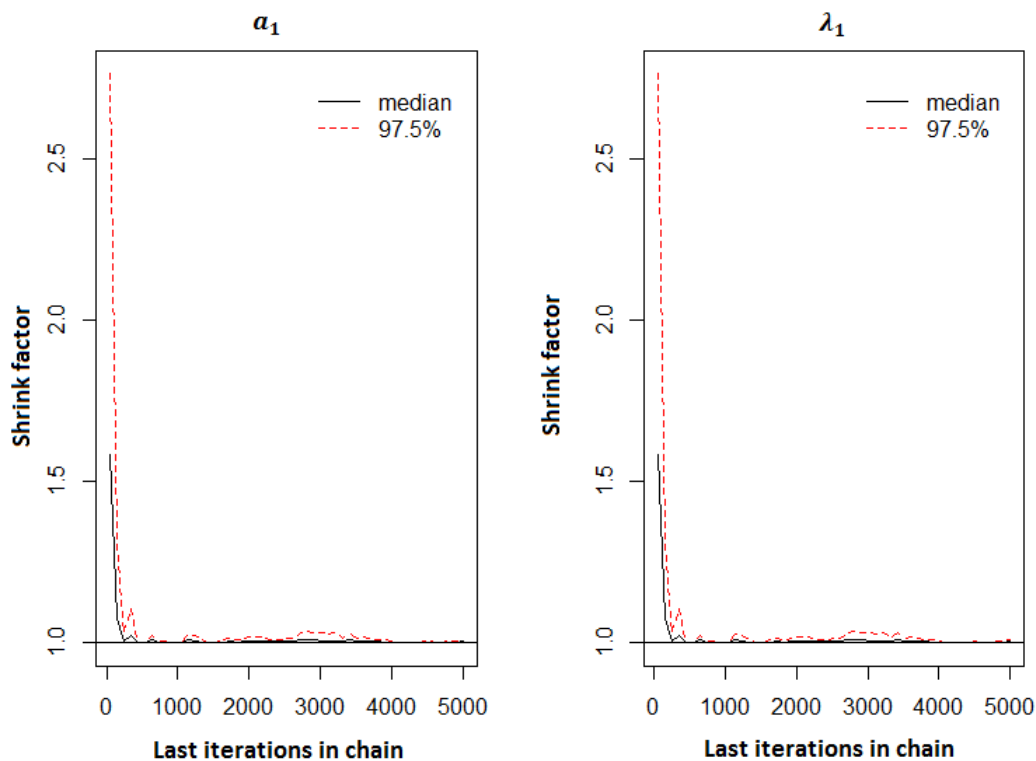 a₁
median
97.5%
Shrink factor
2.5
2.0
1.5
1.0
0 1000 2000 3000 4000 5000
Last iterations in chain
λ₁
median
97.5%
Shrink factor
2.5
2.0
1.5
1.0
0 1000 2000 3000 4000 5000
Last iterations in chain